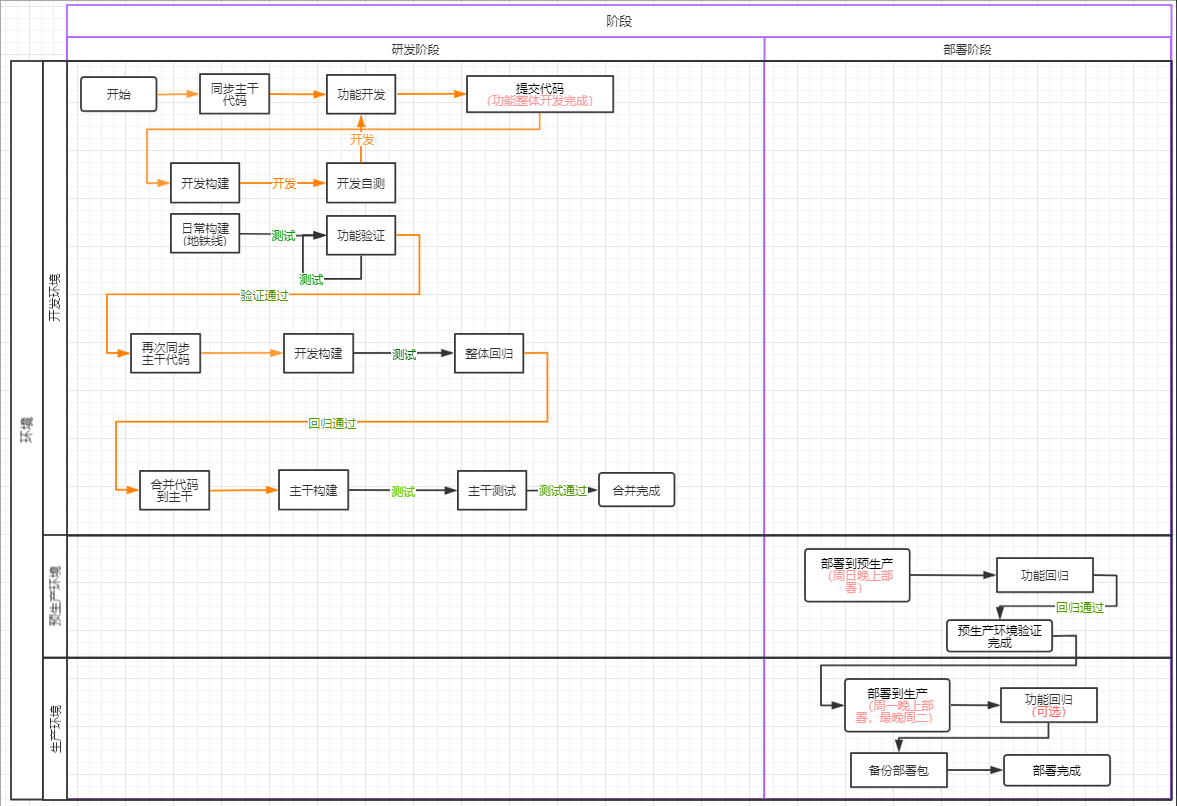 阶段
研发阶段
部署阶段
环境
开发环境
开始
同步主干
代码
功能开发
提交代码
（功能整体开发完成）
开发
开发构建
开发
开发自测
日常构建
(地铁线)
测试
功能验证
测试
验证通过
再次同步
主干代码
开发构建
测试
整体回归
回归通过
合并代码
到主干
主干构建
测试
主干测试
测试通过
合并完成
预生产环境
部署到预生产
（周日晚上部
署）
功能回归
回归通过
预生产环境验证
完成
生产环境
部署到生产
（周一晚上部
署，最晚周二）
功能回归
(可选)
备份部署包
部署完成